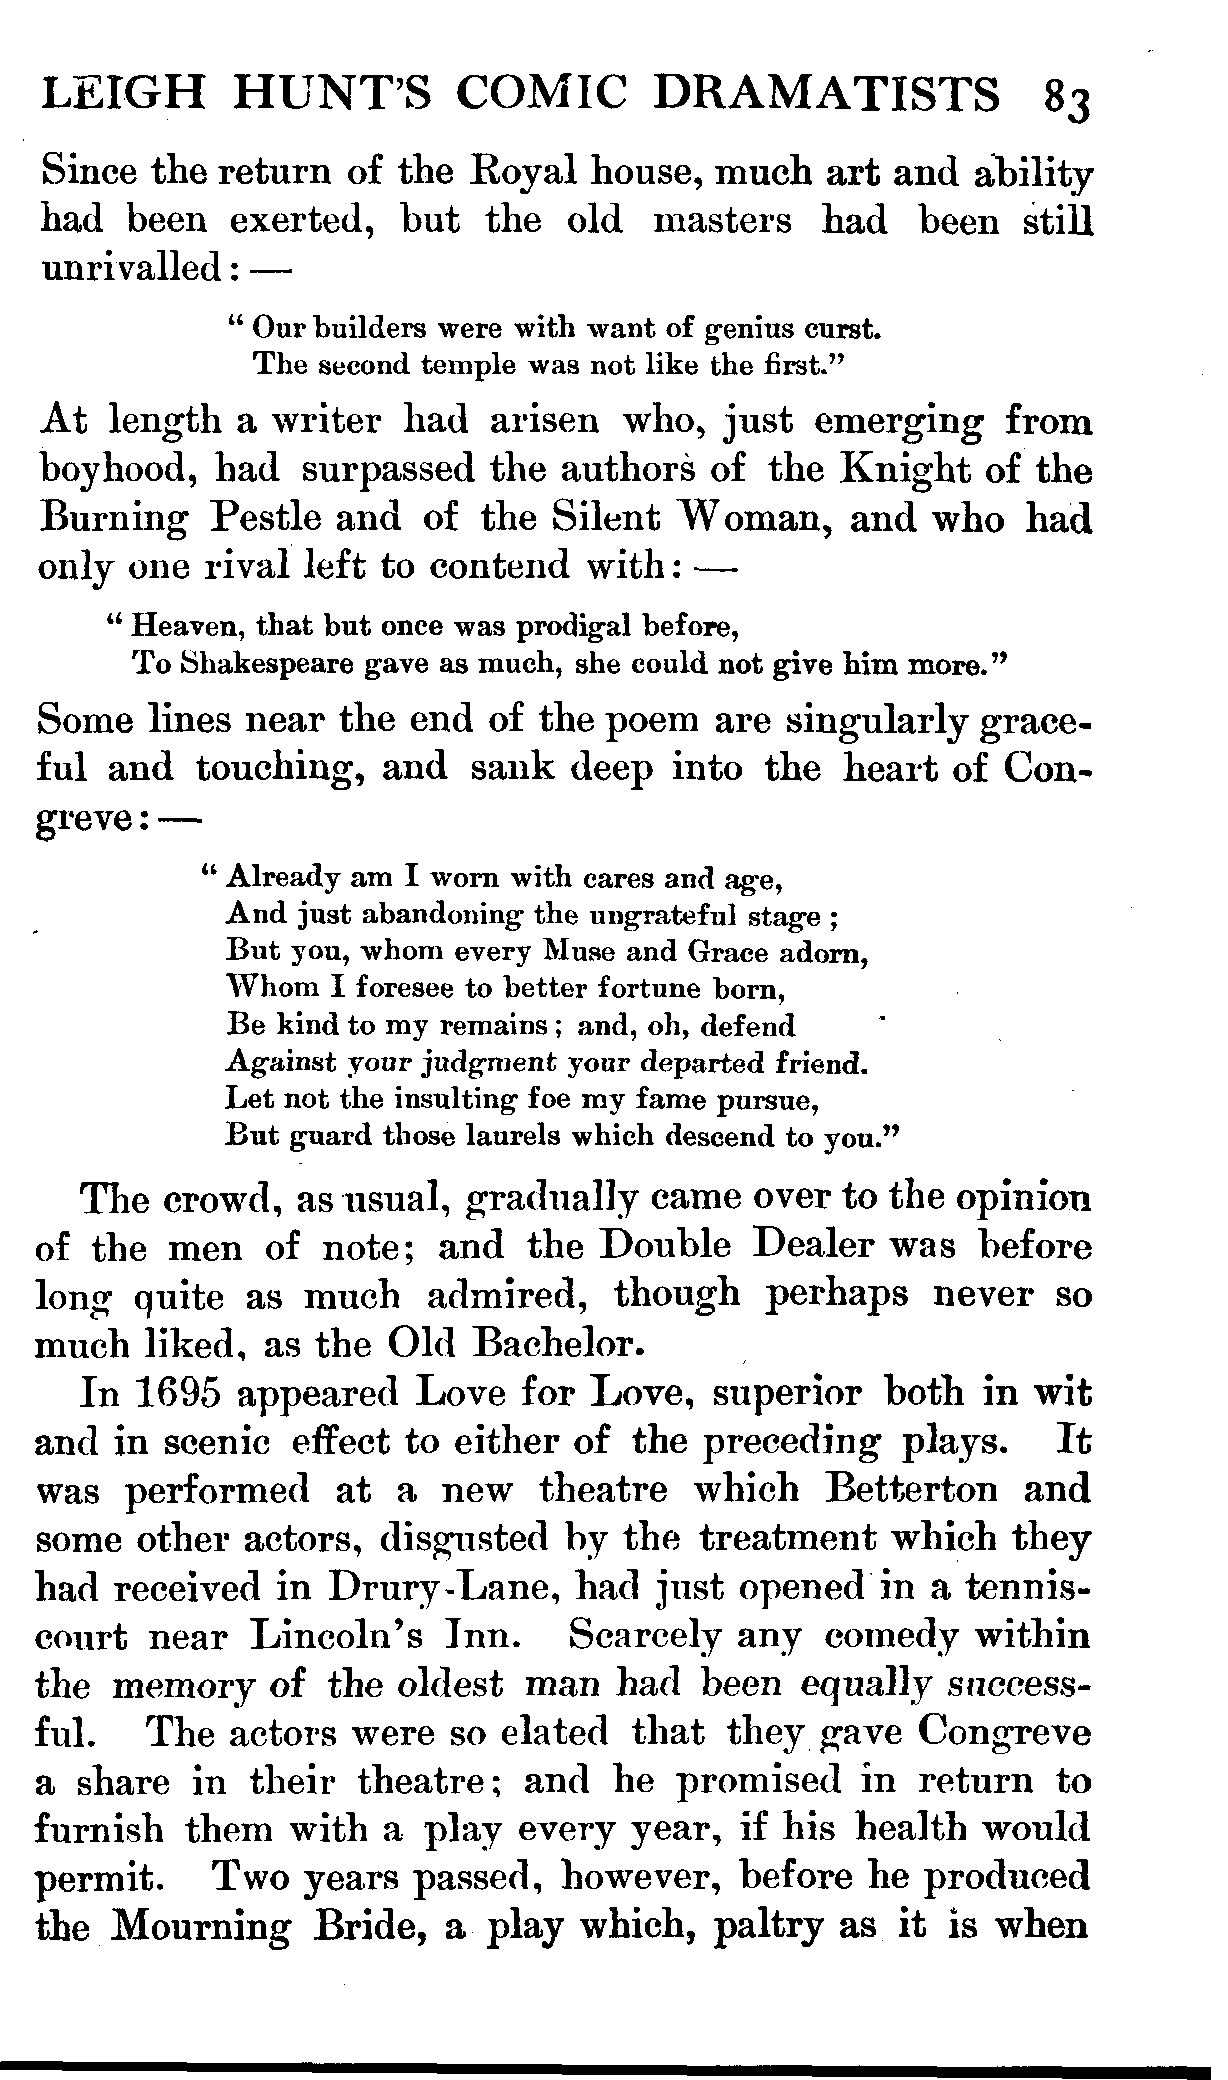 LEIGH HUNT'S COMIC DRAMATISTS 83
Since the return of the Royal house, much art and ability
had been exerted, but the old masters had been still
unrivalled: —
“ Our builders were with want of genius curst.
The second temple was not like the first.”
At length a writer had arisen who, just emerging from
boyhood, had surpassed the authors of the Knight of the
Burning Pestle and of the Silent Woman, and who had
only one rival left to contend with: —
“ Heaven, that but once was prodigal before,
To Shakespeare gave as much, she could not give him more.”
Some lines near the end of the poem are singularly grace-
ful and touching, and sank deep into the heart of Con-
greve: —
“ Already am I worn with cares and age,
And just abandoning the ungrateful stage ;
But you, whom every Muse and Grace adorn,
Whom I foresee to better fortune born,
Be kind to my remains ; and, oh, defend
Against your judgment your departed friend.
Let not the insulting foe my fame pursue,
But guard those laurels which descend to you.”
The crowd, as usual, gradually came over to the opinion
of the men of note; and the Double Dealer was before
long quite as much admired, though perhaps never so
much liked, as the Old Bachelor.
In 1695 appeared Love for Love, superior both in wit
and in scenic effect to either of the preceding plays. It
was performed at a new theatre which Betterton and
some other actors, disgusted by the treatment which they
had received in Drury-Lane, had just opened in a tennis-
court near Lincoln's Inn. Scarcely any comedy within
the memory of the oldest man had been equally success-
ful. The actors were so elated that they gave Congreve
a share in their theatre; and he promised in return to
furnish them with a play every year, if his health would
permit. Two years passed, however, before he produced
the Mourning Bride, a play which, paltry as it is when